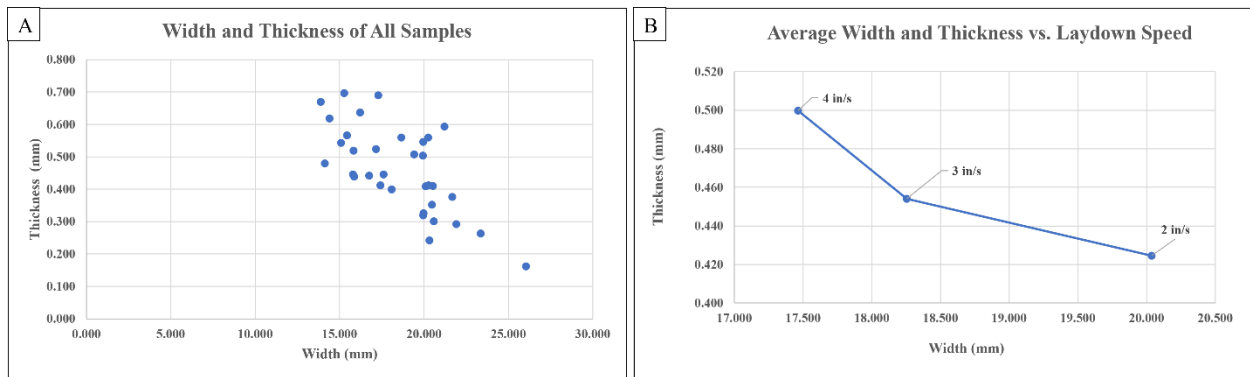 A
Width and Thickness of All Samples
Thickness (mm)
0.800
0.700
0.600
0.500
0.400
0.300
0.200
0.100
0.000
0.000 5.000 10.000 15.000 20.000 25.000 30.000
Width (mm)
B
Average Width and Thickness vs. Laydown Speed
Thickness (mm)
0.520
0.500
0.480
0.460
0.440
0.420
0.400
4 in/s
3 in/s
2 in/s
17.000 17.500 18.000 18.500 19.000 19.500 20.000 20.500
Width (mm)